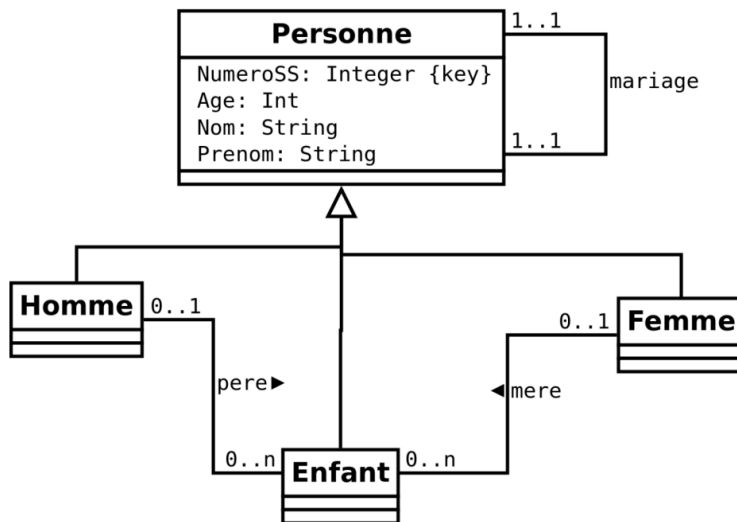 Personne
1..1
NumeroSS: Integer {key}
Age: Int
mariage
Nom: String
Prenom: String
1..1
Homme
0..1
0..1
Femme
pere►
◄mere
0..n
Enfant
0..n